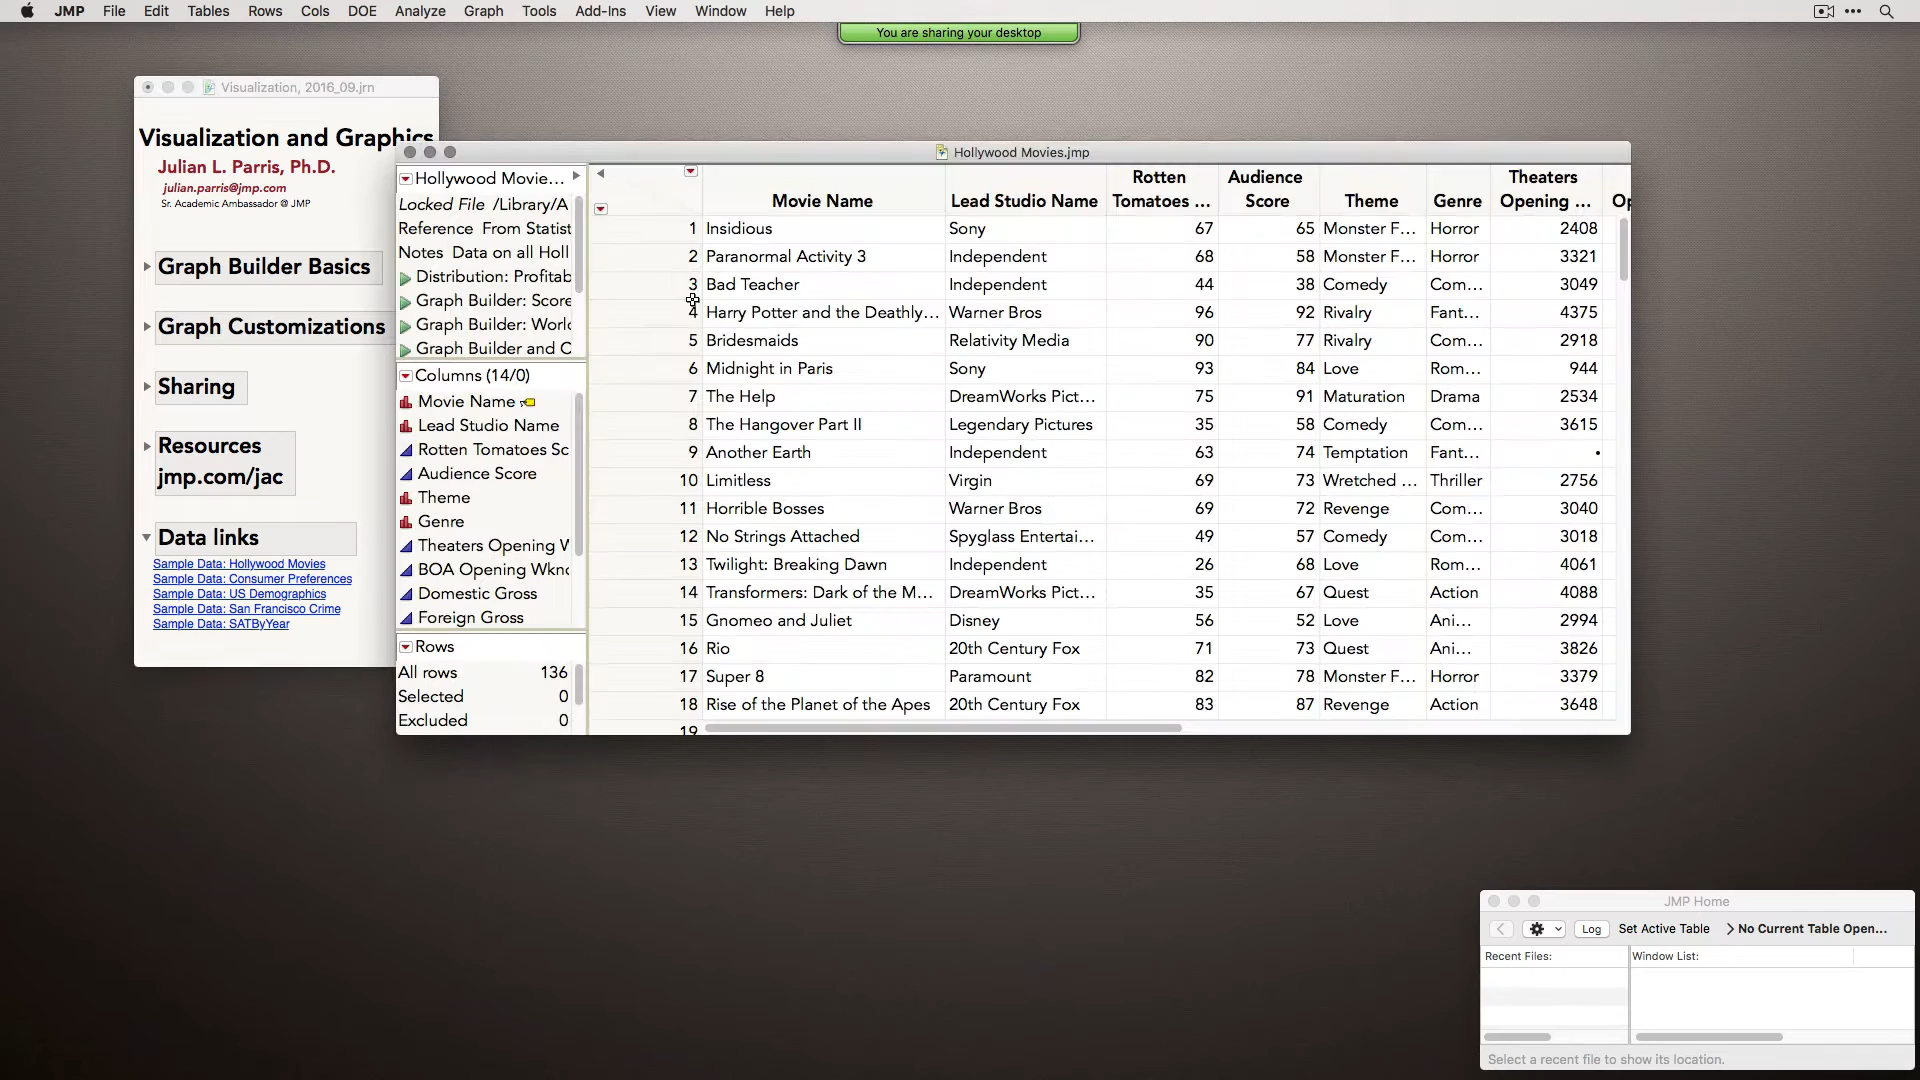 JMP File Edit Tables Rows Cols DOE Analyze Graph Tools Add-Ins View Window Help
You are sharing your desktop
Visualization, 2016_09.jrn
Visualization and Graphics
Julian L. Parris, Ph.D.
julian.parris@jmp.com
Sr. Academic Ambassador @ JMP
Graph Builder Basics
Graph Customizations
Sharing
Resources
jmp.com/jac
Data links
Sample Data: Hollywood Movies
Sample Data: Consumer Preferences
Sample Data: US Demographics
Sample Data: San Francisco Crime
Sample Data: SATByYear
Hollywood Movies.jmp
Hollywood Movie...
Locked File /Library/A
Reference From Statist
Notes Data on all Holl
Distribution: Profitab
Graph Builder: Score
Graph Builder: World
Graph Builder and C
Columns (14/0)
Movie Name
Lead Studio Name
Rotten Tomatoes Sc
Audience Score
Theme
Genre
Theaters Opening W
BOA Opening Wknd
Domestic Gross
Foreign Gross
Rows
All rows 136
Selected 0
Excluded 0
Movie Name Lead Studio Name Rotten Tomatoes ... Audience Score Theme Genre Theaters Opening ... Op
1 Insidious Sony 67 65 Monster F... Horror 2408
2 Paranormal Activity 3 Independent 68 58 Monster F... Horror 3321
3 Bad Teacher Independent 44 38 Comedy Com... 3049
4 Harry Potter and the Deathly... Warner Bros 96 92 Rivalry Fant... 4375
5 Bridesmaids Relativity Media 90 77 Rivalry Com... 2918
6 Midnight in Paris Sony 93 84 Love Rom... 944
7 The Help DreamWorks Pict... 75 91 Maturation Drama 2534
8 The Hangover Part II Legendary Pictures 35 58 Comedy Com... 3615
9 Another Earth Independent 63 74 Temptation Fant... •
10 Limitless Virgin 69 73 Wretched ... Thriller 2756
11 Horrible Bosses Warner Bros 69 72 Revenge Com... 3040
12 No Strings Attached Spyglass Entertai... 49 57 Comedy Com... 3018
13 Twilight: Breaking Dawn Independent 26 68 Love Rom... 4061
14 Transformers: Dark of the M... DreamWorks Pict... 35 67 Quest Action 4088
15 Gnomeo and Juliet Disney 56 52 Love Ani... 2994
16 Rio 20th Century Fox 71 73 Quest Ani... 3826
17 Super 8 Paramount 82 78 Monster F... Horror 3379
18 Rise of the Planet of the Apes 20th Century Fox 83 87 Revenge Action 3648
19
JMP Home
Log Set Active Table No Current Table Open...
Recent Files: Window List:
Select a recent file to show its location.